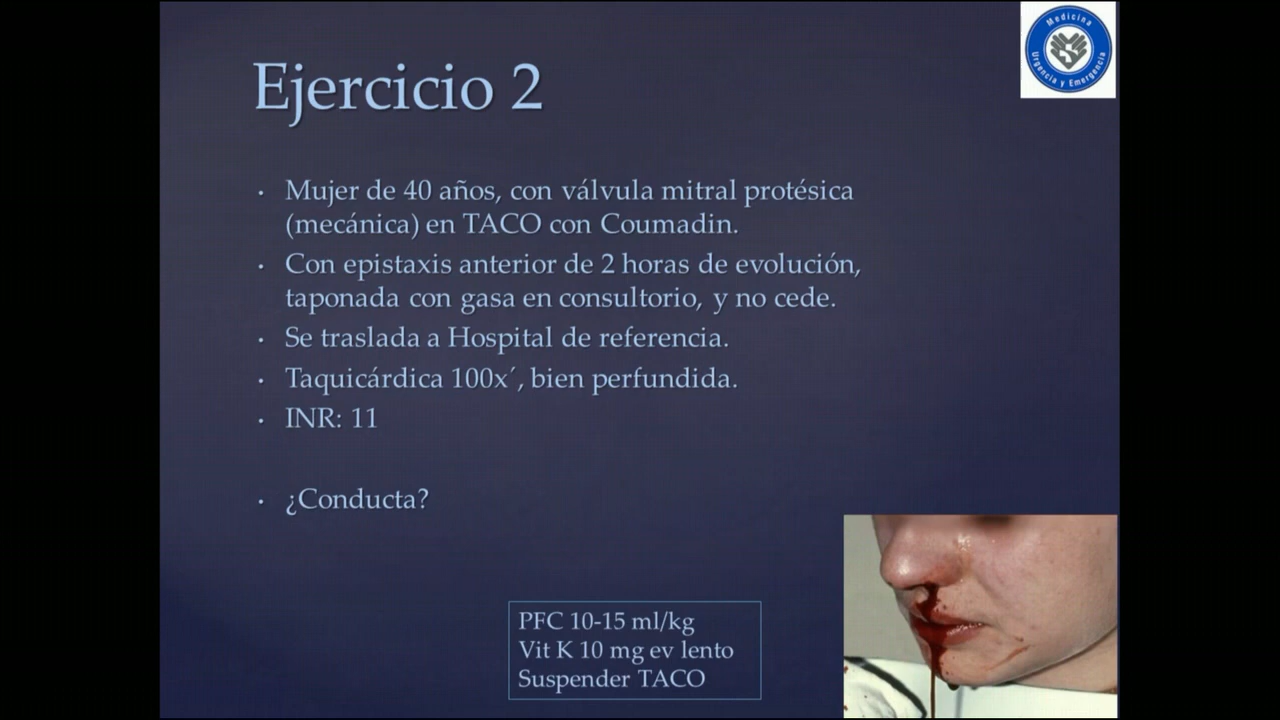 Medicina
Urgencia y Emergencia
Ejercicio 2
• Mujer de 40 años, con válvula mitral protésica
(mecánica) en TACO con Coumadin.
• Con epistaxis anterior de 2 horas de evolución,
taponada con gasa en consultorio, y no cede.
• Se traslada a Hospital de referencia.
• Taquicárdica 100x´, bien perfundida.
• INR: 11
• ¿Conducta?
PFC 10-15 ml/kg
Vit K 10 mg ev lento
Suspender TACO